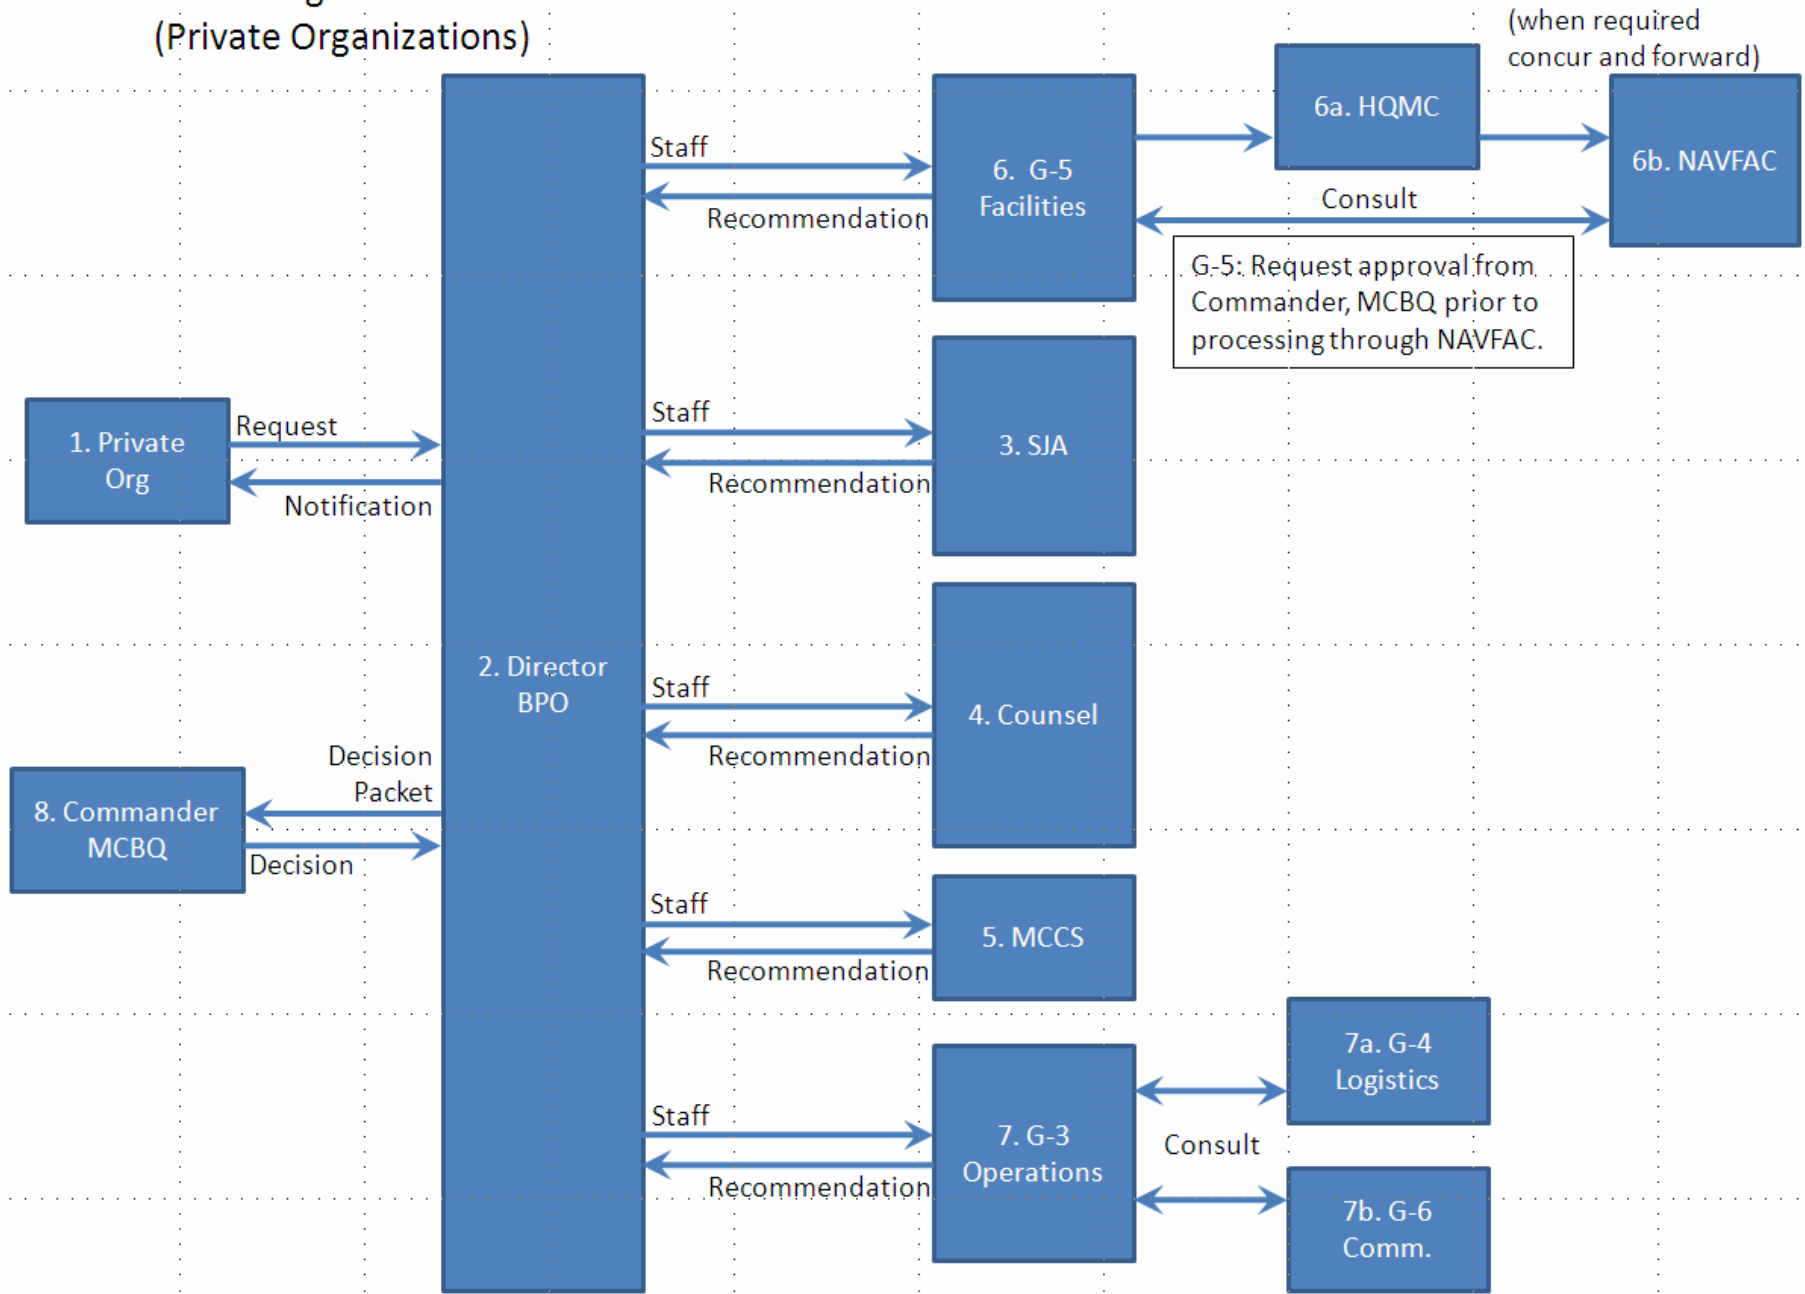 (Private Organizations)
(when required
concur and forward)
6a. HQMC
6b. NAVFAC
Staff
6. G-5
Facilities
Recommendation
Consult
G-5: Request approval from
Commander, MCBQ prior to
processing through NAVFAC.
1. Private
Org
Request
Notification
Staff
3. SJA
Recommendation
2. Director
BPO
Staff
4. Counsel
Recommendation
Decision
Packet
8. Commander
MCBQ
Decision
Staff
5. MCCS
Recommendation
Staff
7. G-3
Operations
Recommendation
7a. G-4
Logistics
Consult
7b. G-6
Comm.